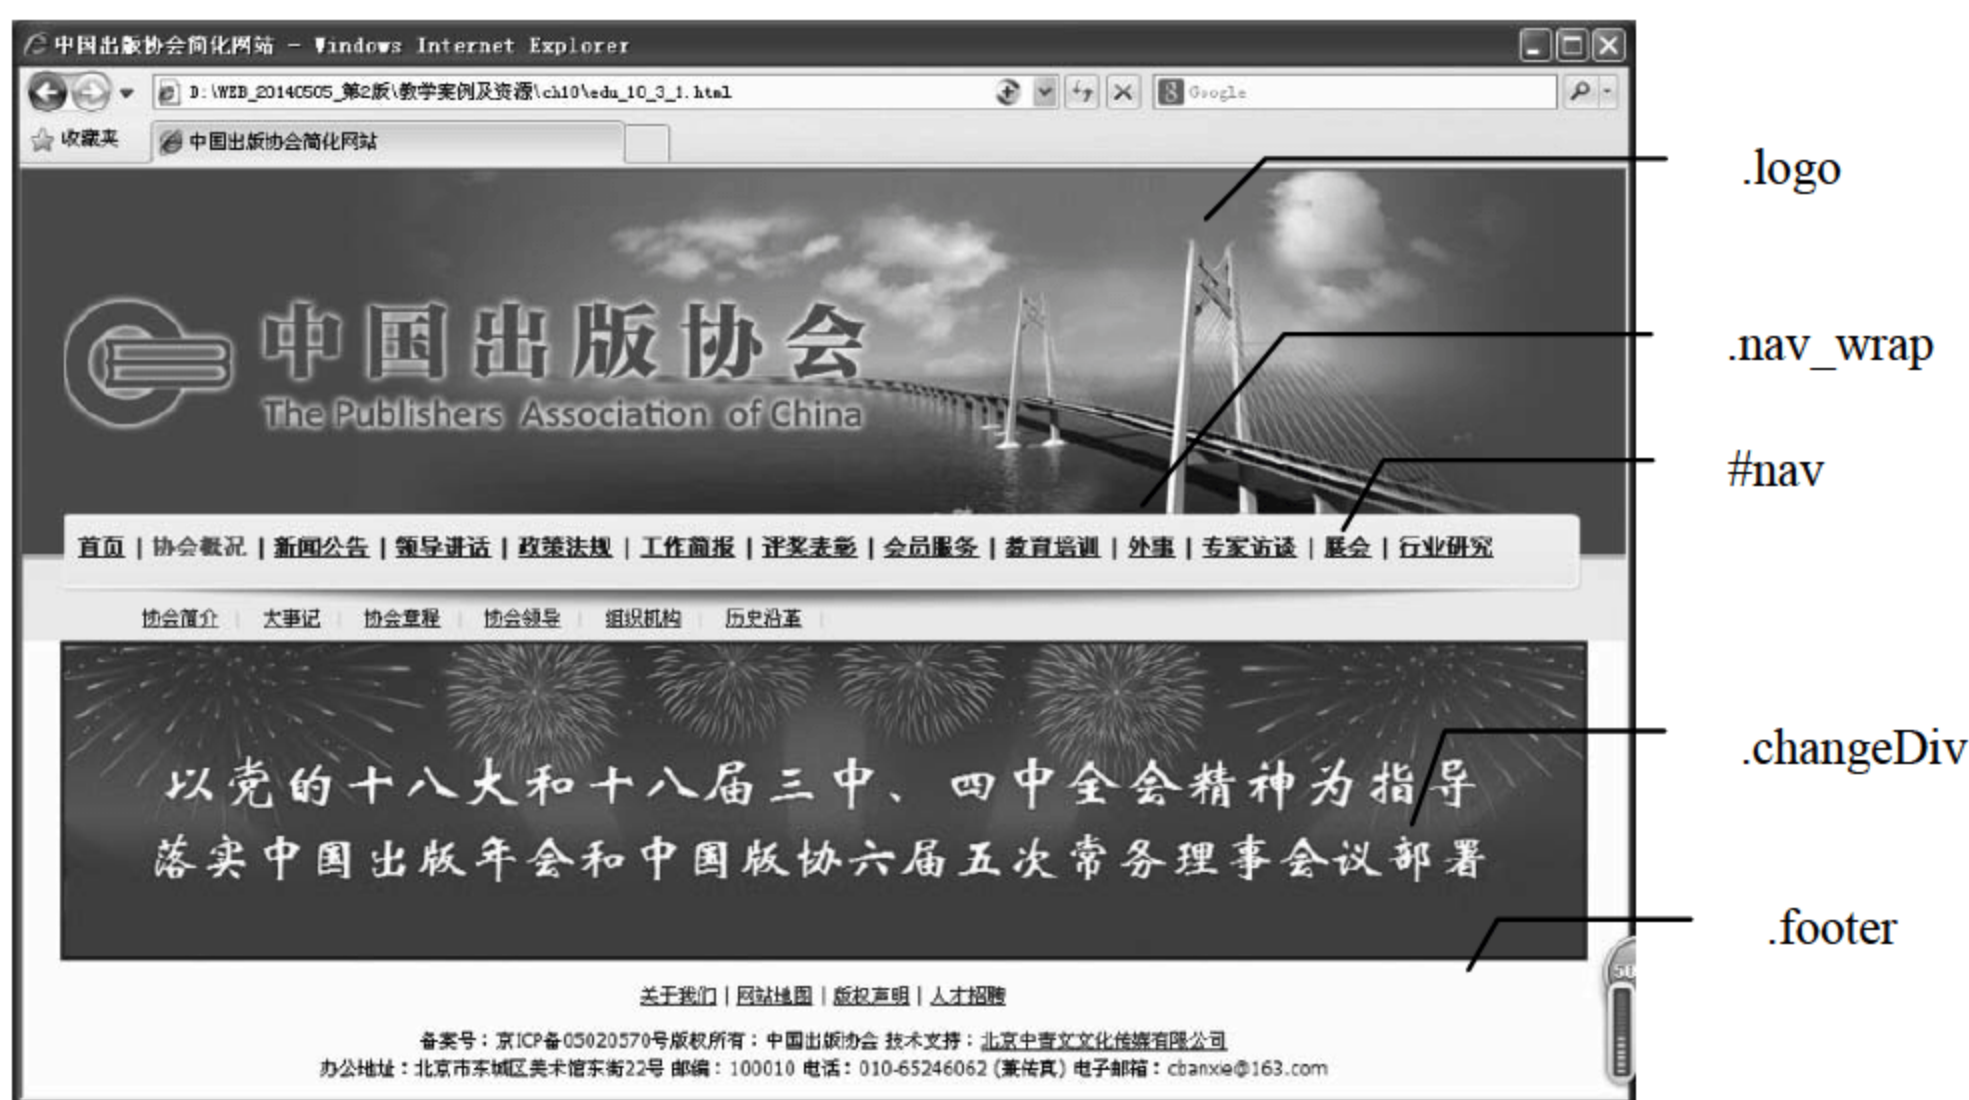 中国出版协会简化网站 - Windows Internet Explorer
D:\WEB_20140505_第2版\教学案例及资源\ch10\edu_10_3_1.html
Google
收藏夹
中国出版协会简化网站
.logo
中国出版协会
The Publishers Association of China
.nav_wrap
#nav
首页 | 协会概况 | 新闻公告 | 领导讲话 | 政策法规 | 工作简报 | 评奖表彰 | 会员服务 | 教育培训 | 外事 | 专家访谈 | 展会 | 行业研究
协会简介 | 大事记 | 协会章程 | 协会领导 | 组织机构 | 历史沿革 |
以党的十八大和十八届三中、四中全会精神为指导
落实中国出版年会和中国版协六届五次常务理事会议部署
.changeDiv
.footer
50
关于我们 | 网站地图 | 版权声明 | 人才招聘
备案号：京ICP备05020570号版权所有：中国出版协会 技术支持：北京中青文文化传媒有限公司
办公地址：北京市东城区美术馆东街22号 邮编：100010 电话：010-65246062 (兼传真) 电子邮箱：cbanxie@163.com